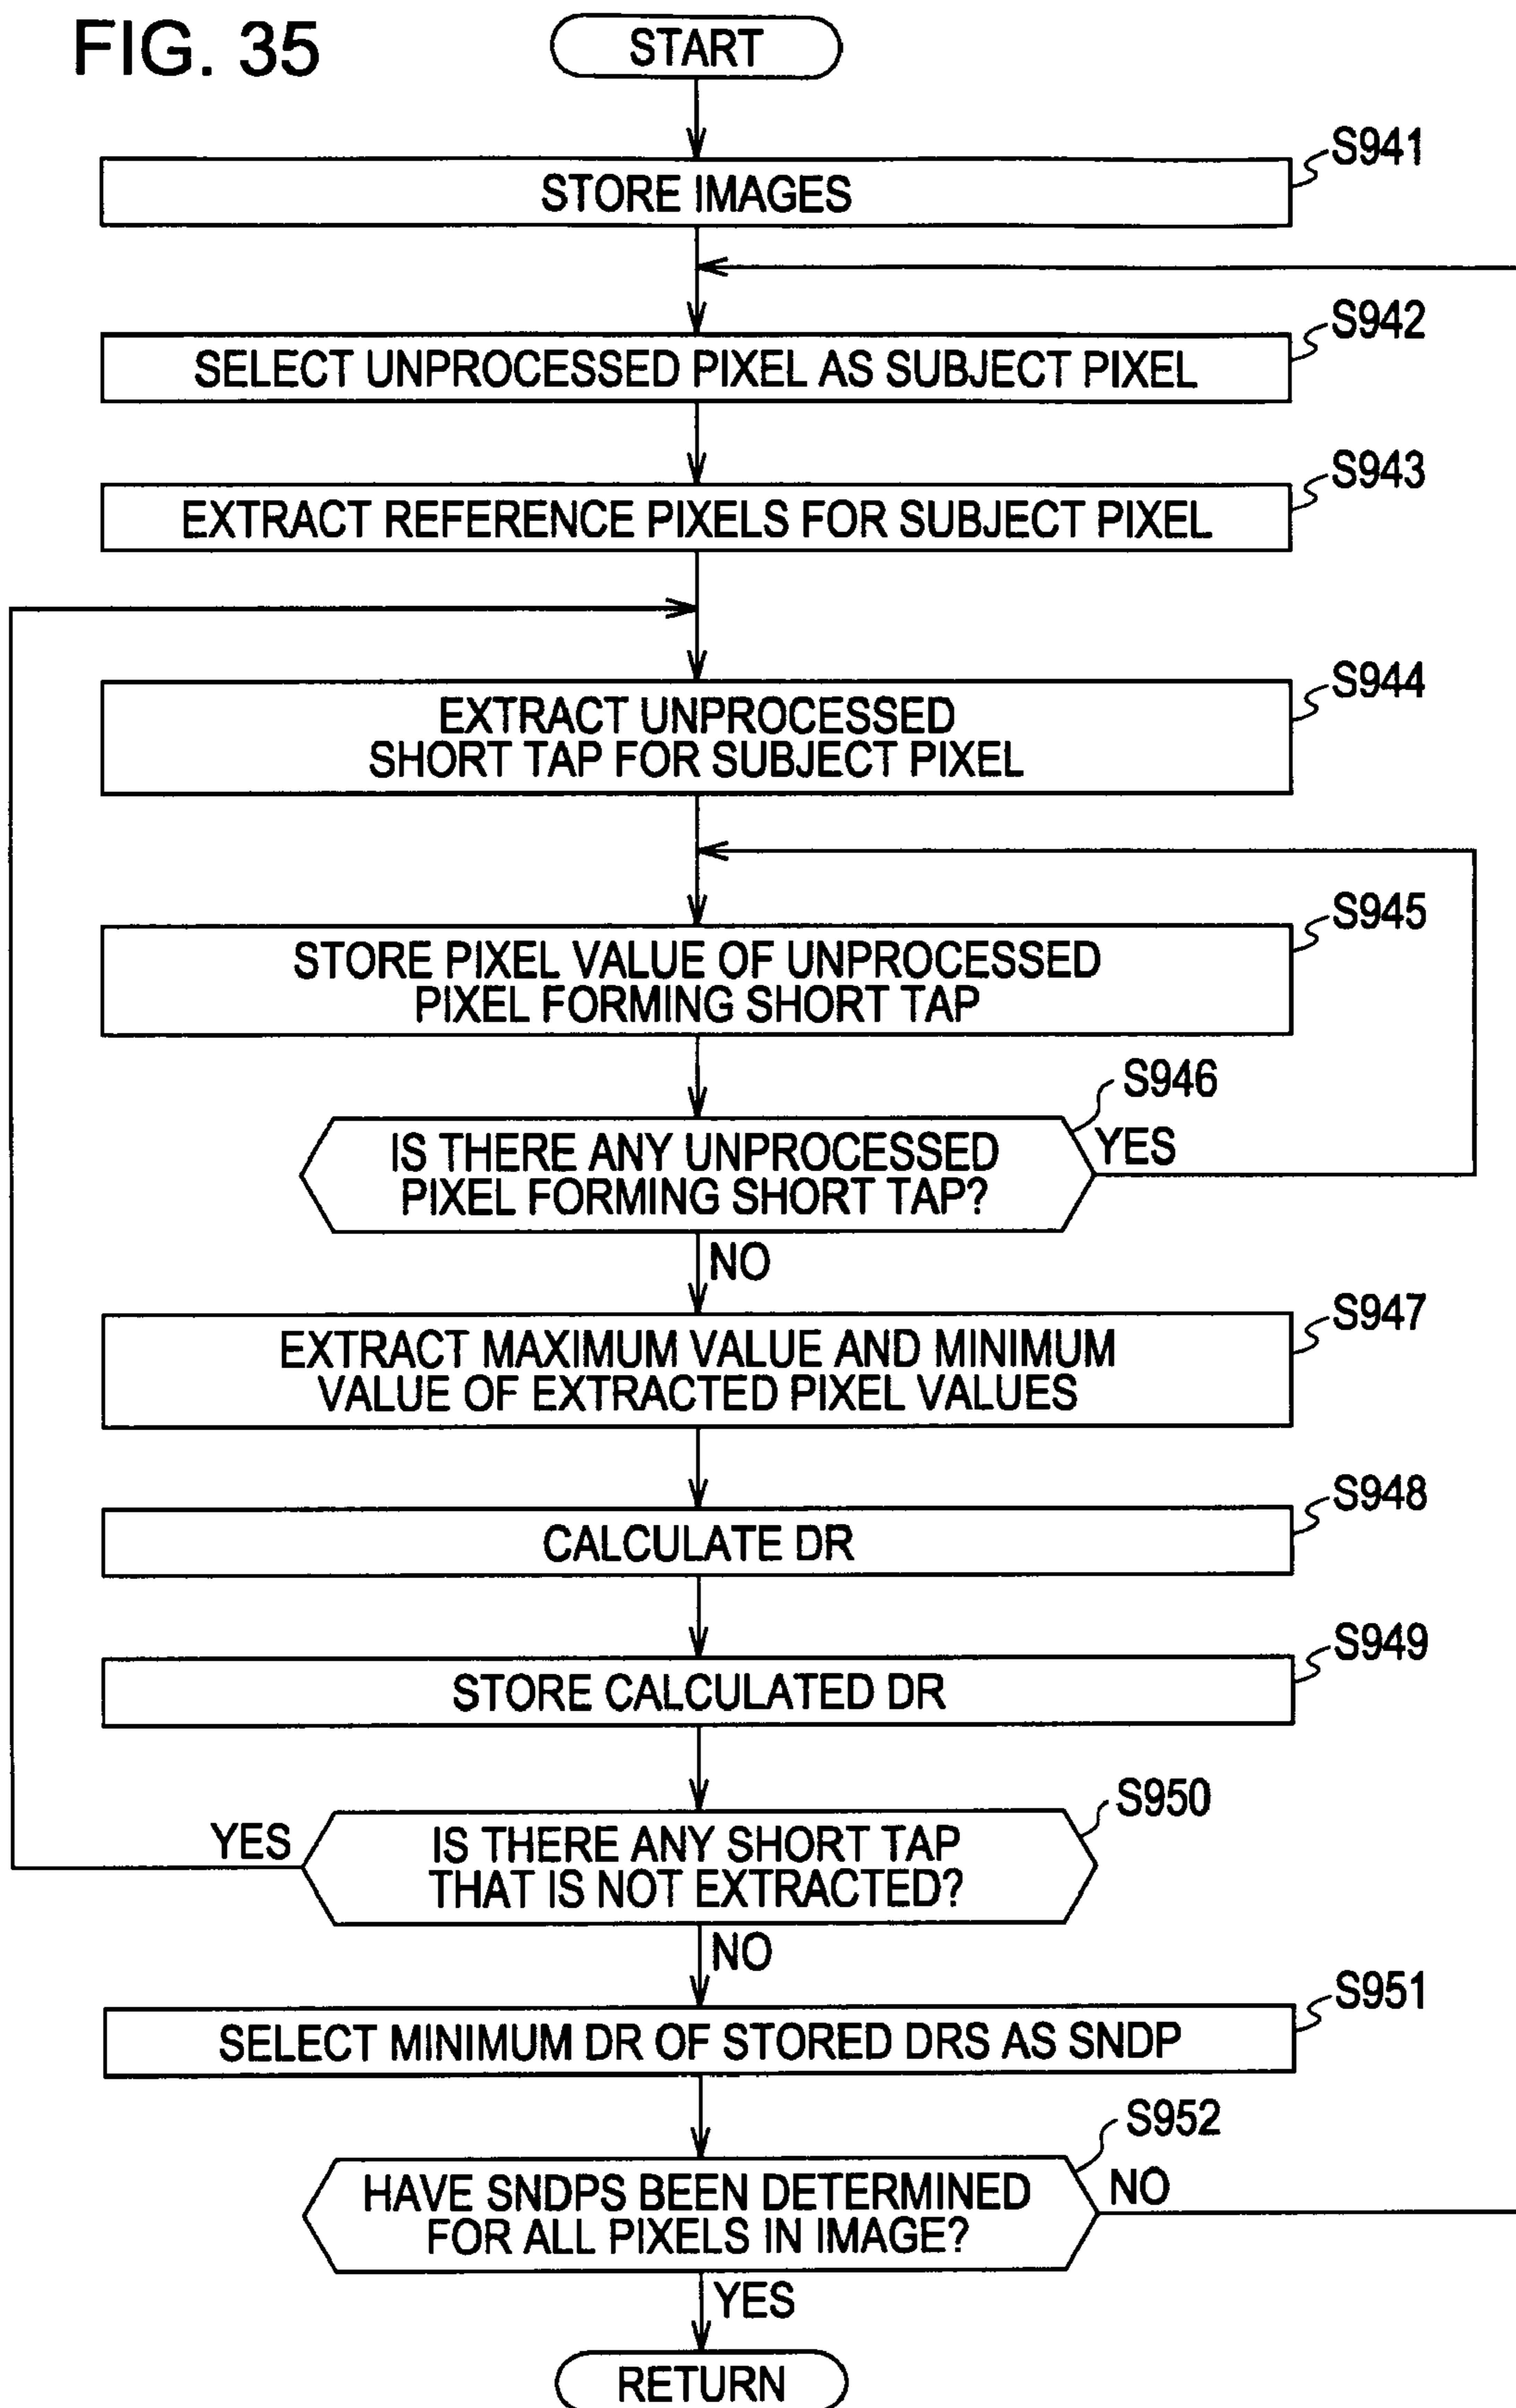 FIG. 35
START
S941
STORE IMAGES
S942
SELECT UNPROCESSED PIXEL AS SUBJECT PIXEL
S943
EXTRACT REFERENCE PIXELS FOR SUBJECT PIXEL
S944
EXTRACT UNPROCESSED
SHORT TAP FOR SUBJECT PIXEL
S945
STORE PIXEL VALUE OF UNPROCESSED
PIXEL FORMING SHORT TAP
S946
IS THERE ANY UNPROCESSED
PIXEL FORMING SHORT TAP?
YES
NO
S947
EXTRACT MAXIMUM VALUE AND MINIMUM
VALUE OF EXTRACTED PIXEL VALUES
S948
CALCULATE DR
S949
STORE CALCULATED DR
S950
YES
IS THERE ANY SHORT TAP
THAT IS NOT EXTRACTED?
NO
S951
SELECT MINIMUM DR OF STORED DRS AS SNDP
S952
HAVE SNDPS BEEN DETERMINED
FOR ALL PIXELS IN IMAGE?
NO
YES
RETURN